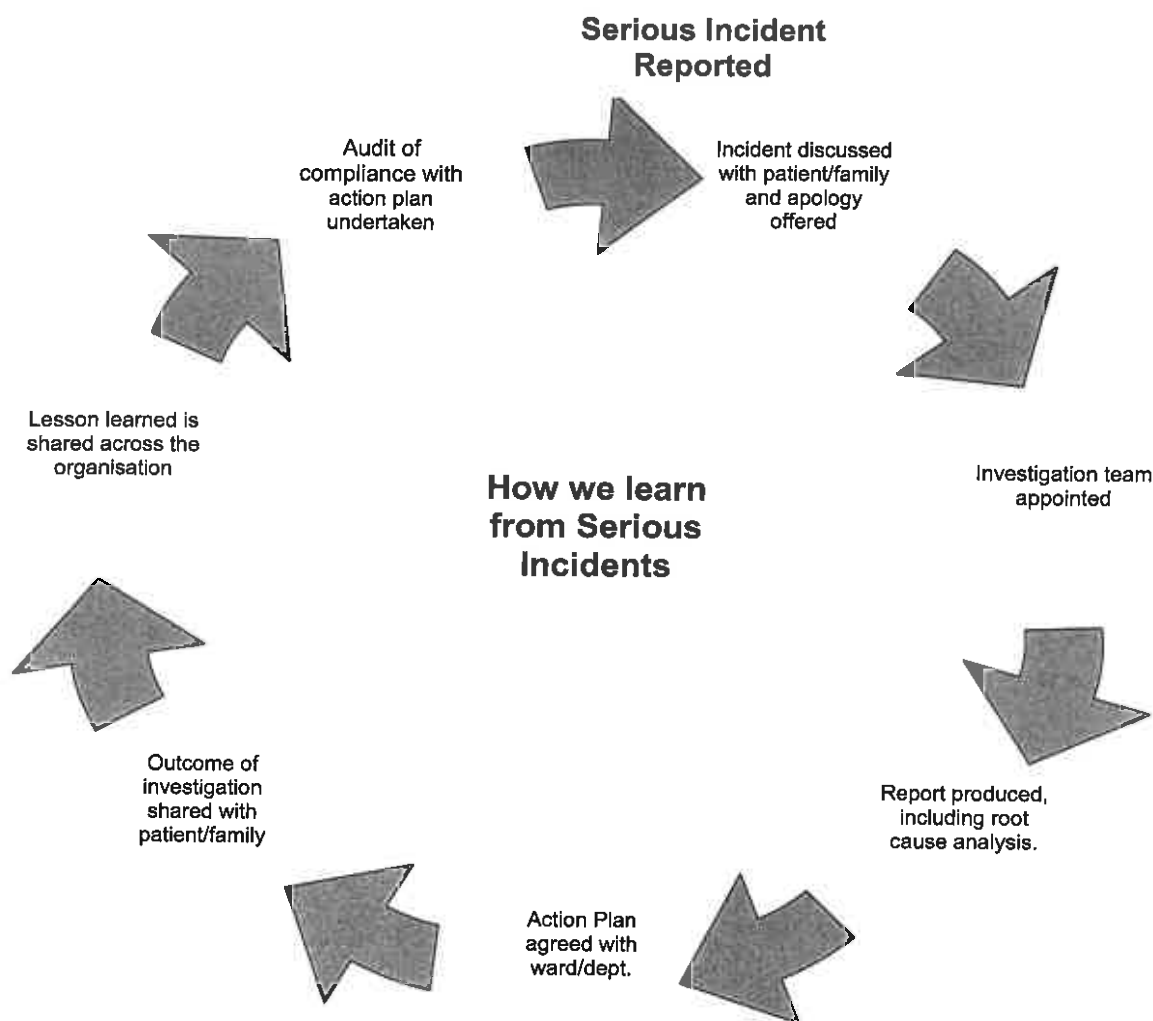 Serious Incident
Reported
Incident discussed
with patient/family
and apology
offered
Investigation team
appointed
Report produced,
including root
cause analysis.
Action Plan
agreed with
ward/dept.
Outcome of
investigation
shared with
patient/family
Lesson learned is
shared across the
organisation
Audit of
compliance with
action plan
undertaken
How we learn
from Serious
Incidents